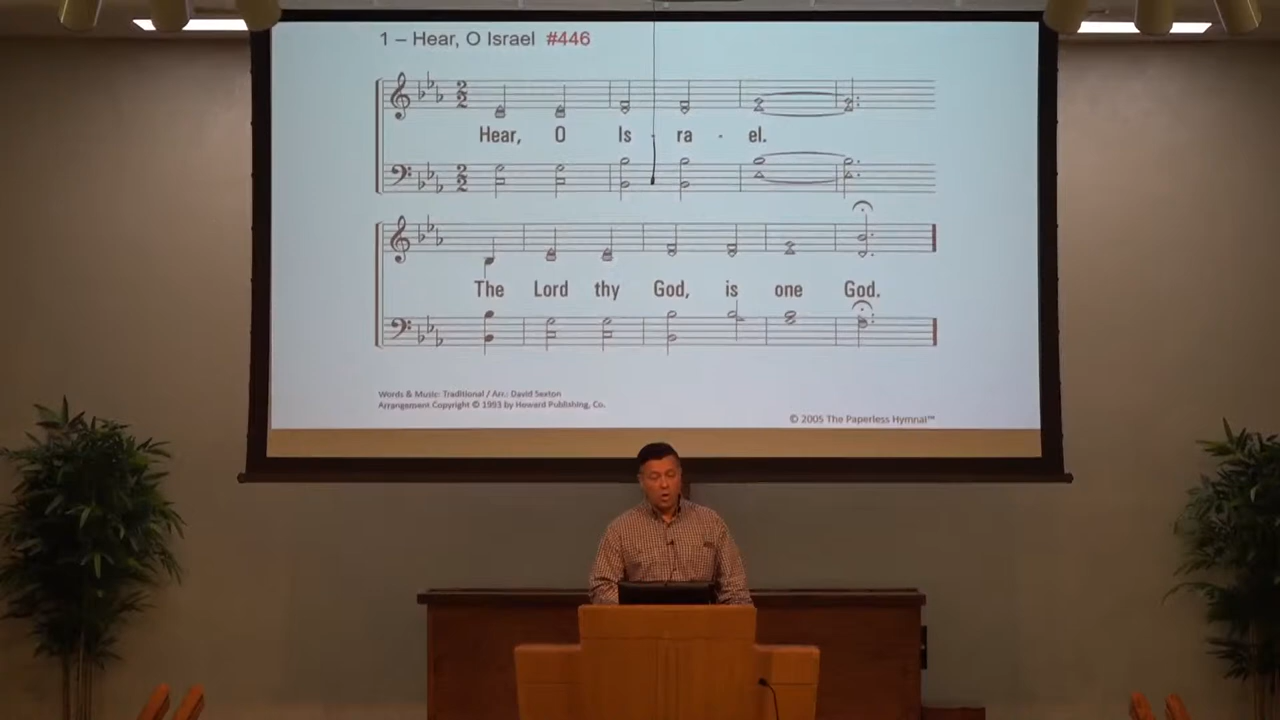 1 – Hear, O Israel #446
Hear, O Is - ra - el.
The Lord thy God, is one God.
Words & Music: Traditional / Arr.: David Sexton
Arrangement Copyright © 1993 by Howard Publishing, Co.
© 2005 The Paperless Hymnal™